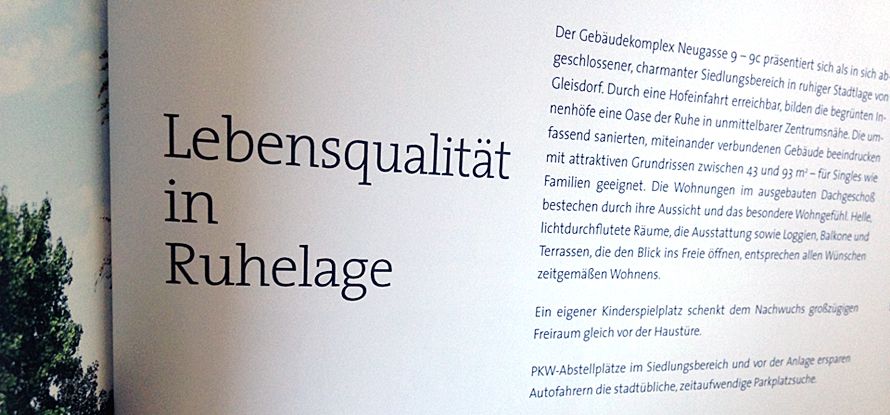 Lebensqualität
in
Ruhelage
Der Gebäudekomplex Neugasse 9 – 9c präsentiert sich als in sich ab-
geschlossener, charmanter Siedlungsbereich in ruhiger Stadtlage von
Gleisdorf. Durch eine Hofeinfahrt erreichbar, bilden die begrünten In-
nenhöfe eine Oase der Ruhe in unmittelbarer Zentrumsnähe. Die um-
fassend sanierten, miteinander verbundenen Gebäude beeindrucken
mit attraktiven Grundrissen zwischen 43 und 93 m² – für Singles wie
Familien geeignet. Die Wohnungen im ausgebauten Dachgeschoß
bestechen durch ihre Aussicht und das besondere Wohngefühl. Helle,
lichtdurchflutete Räume, die Ausstattung sowie Loggien, Balkone und
Terrassen, die den Blick ins Freie öffnen, entsprechen allen Wünschen
zeitgemäßen Wohnens.
Ein eigener Kinderspielplatz schenkt dem Nachwuchs großzügigen
Freiraum gleich vor der Haustüre.
PKW-Abstellplätze im Siedlungsbereich und vor der Anlage ersparen
Autofahrern die stadtübliche, zeitaufwendige Parkplatzsuche.